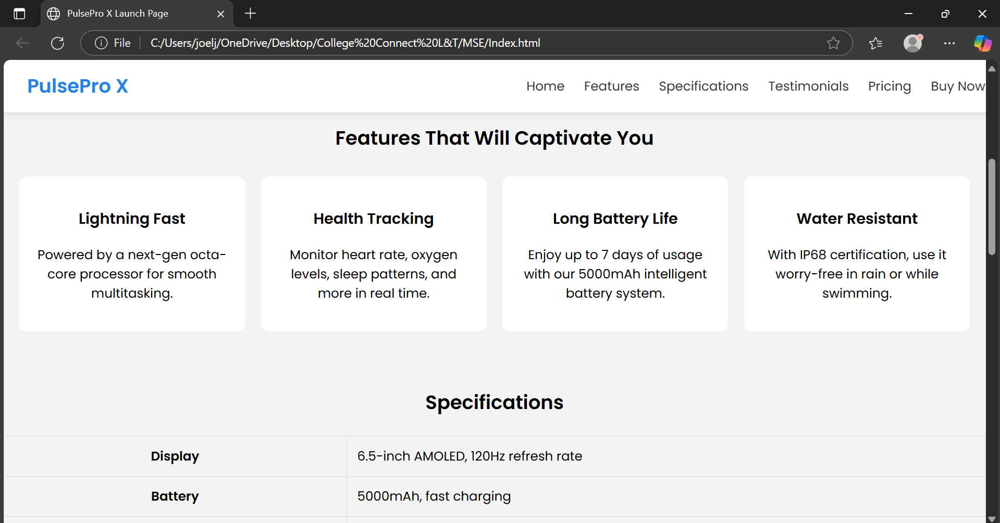 PulsePro X Launch Page
File
C:/Users/joelj/OneDrive/Desktop/College%20Connect%20L&T/MSE/Index.html
PulsePro X
Home Features Specifications Testimonials Pricing Buy Now
Features That Will Captivate You
Lightning Fast
Powered by a next-gen octa-
core processor for smooth
multitasking.
Health Tracking
Monitor heart rate, oxygen
levels, sleep patterns, and
more in real time.
Long Battery Life
Enjoy up to 7 days of usage
with our 5000mAh intelligent
battery system.
Water Resistant
With IP68 certification, use it
worry-free in rain or while
swimming.
Specifications
Display 6.5-inch AMOLED, 120Hz refresh rate
Battery 5000mAh, fast charging